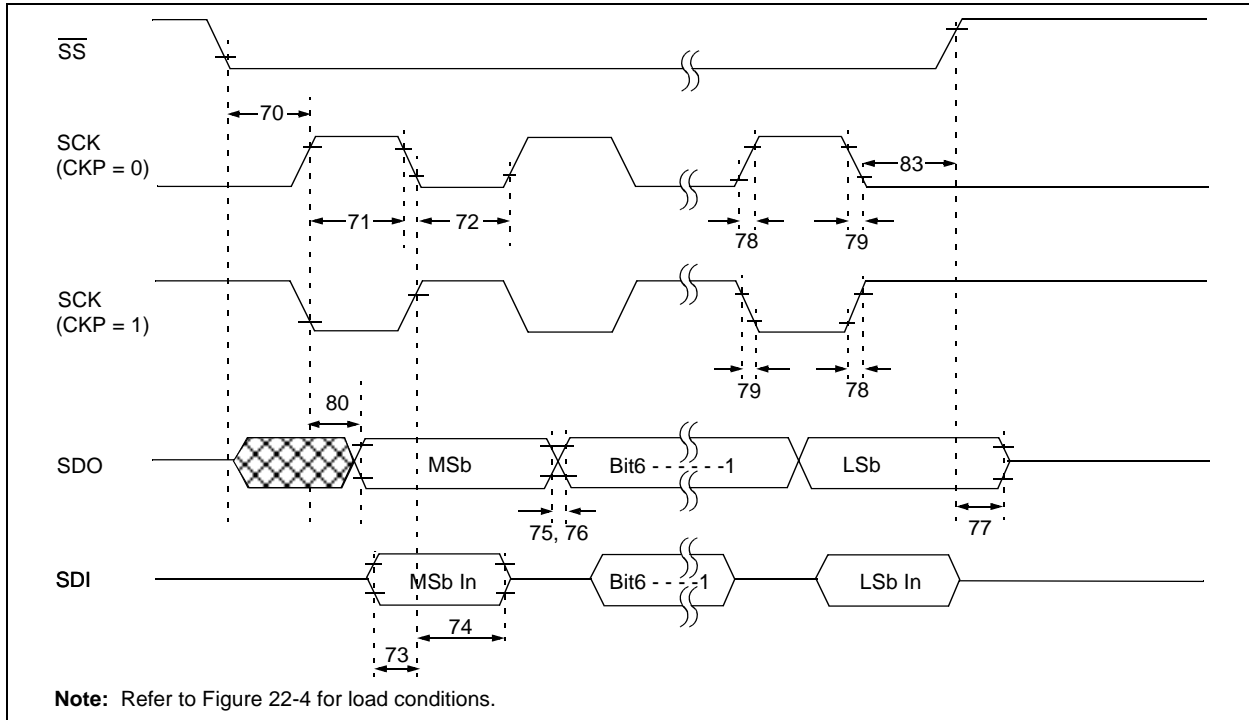 SS
70
SCK
(CKP = 0)
83
71
72
78
79
SCK
(CKP = 1)
79
78
80
SDO
MSb
Bit6 - - - - - -1
LSb
75, 76
77
SDI
MSb In
Bit6 - - - -1
LSb In
74
73
Note: Refer to Figure 22-4 for load conditions.